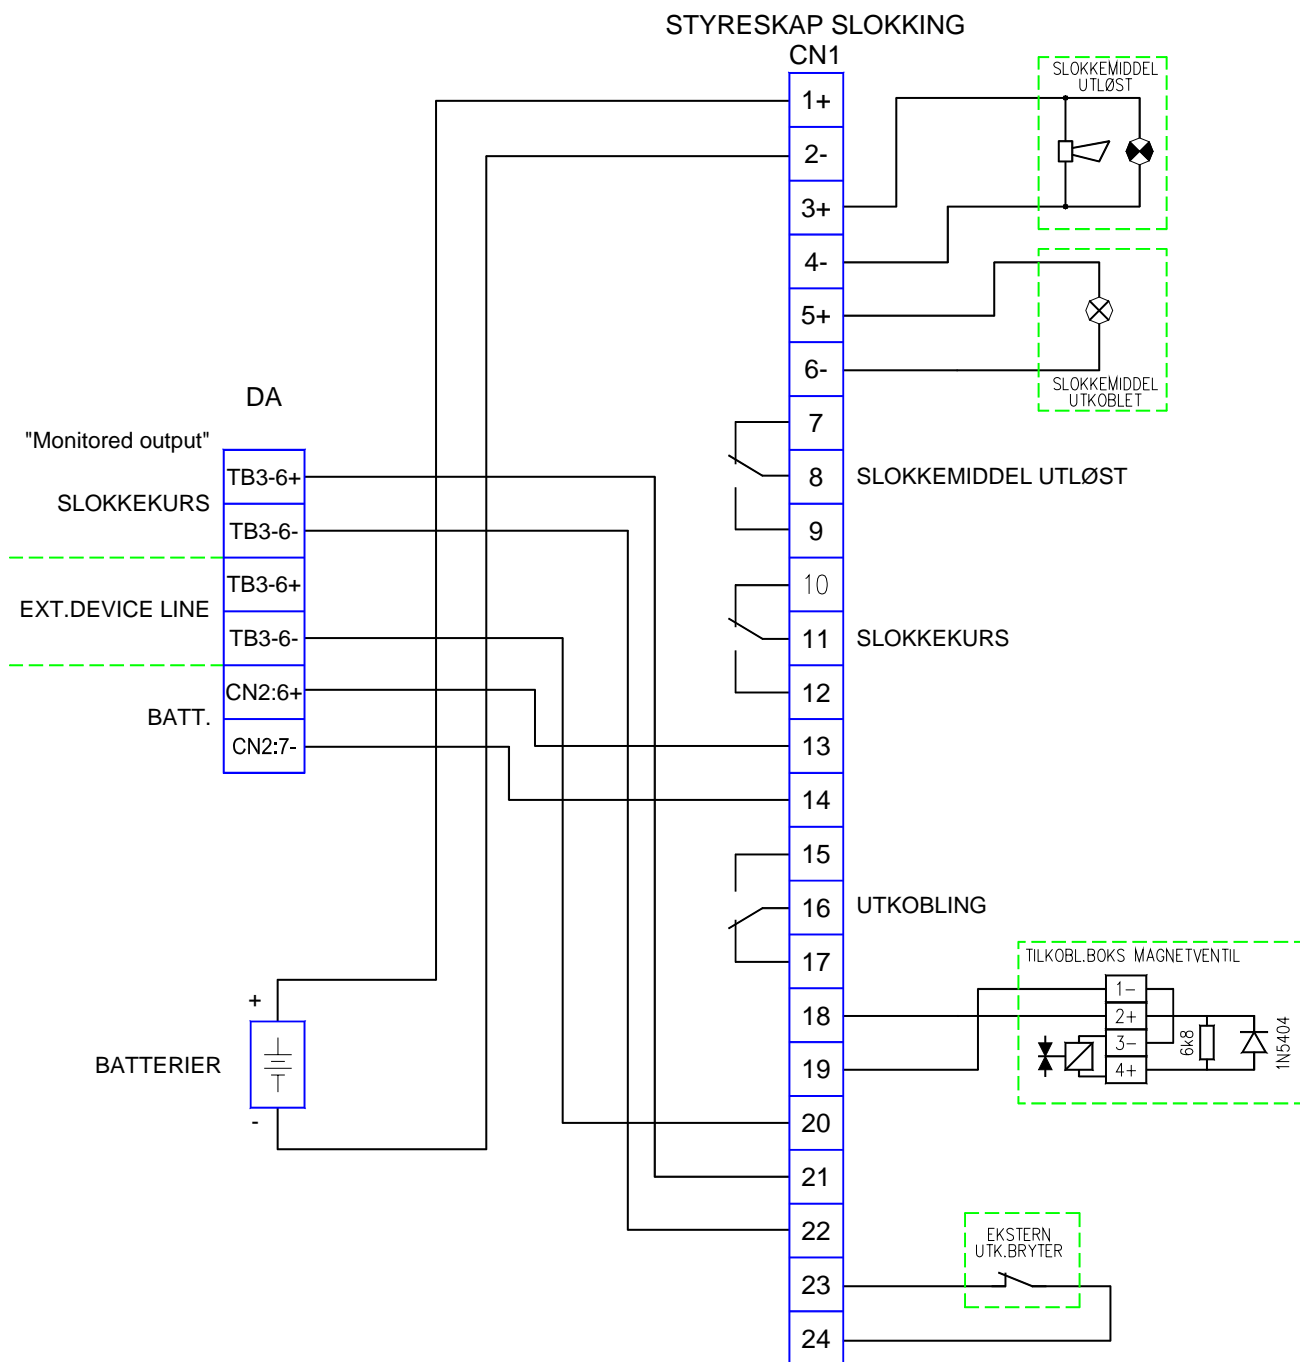 STYRESKAP SLOKKING
CN1
1+
2-
3+
4-
5+
6-
7
8
9
10
11
12
13
14
15
16
17
18
19
20
21
22
23
24
SLOKKEMIDDEL
UTLØST
SLOKKEMIDDEL
UTKOBLET
SLOKKEMIDDEL UTLØST
SLOKKEKURS
UTKOBLING
DA
"Monitored output"
SLOKKEKURS
EXT.DEVICE LINE
BATT.
TB3-6+
TB3-6-
TB3-6+
TB3-6-
CN2:6+
CN2:7-
+
BATTERIER
-
TILKOBL.BOKS MAGNETVENTIL
1-
2+
3-
4+
6k8
1N5404
EKSTERN
UTK.BRYTER